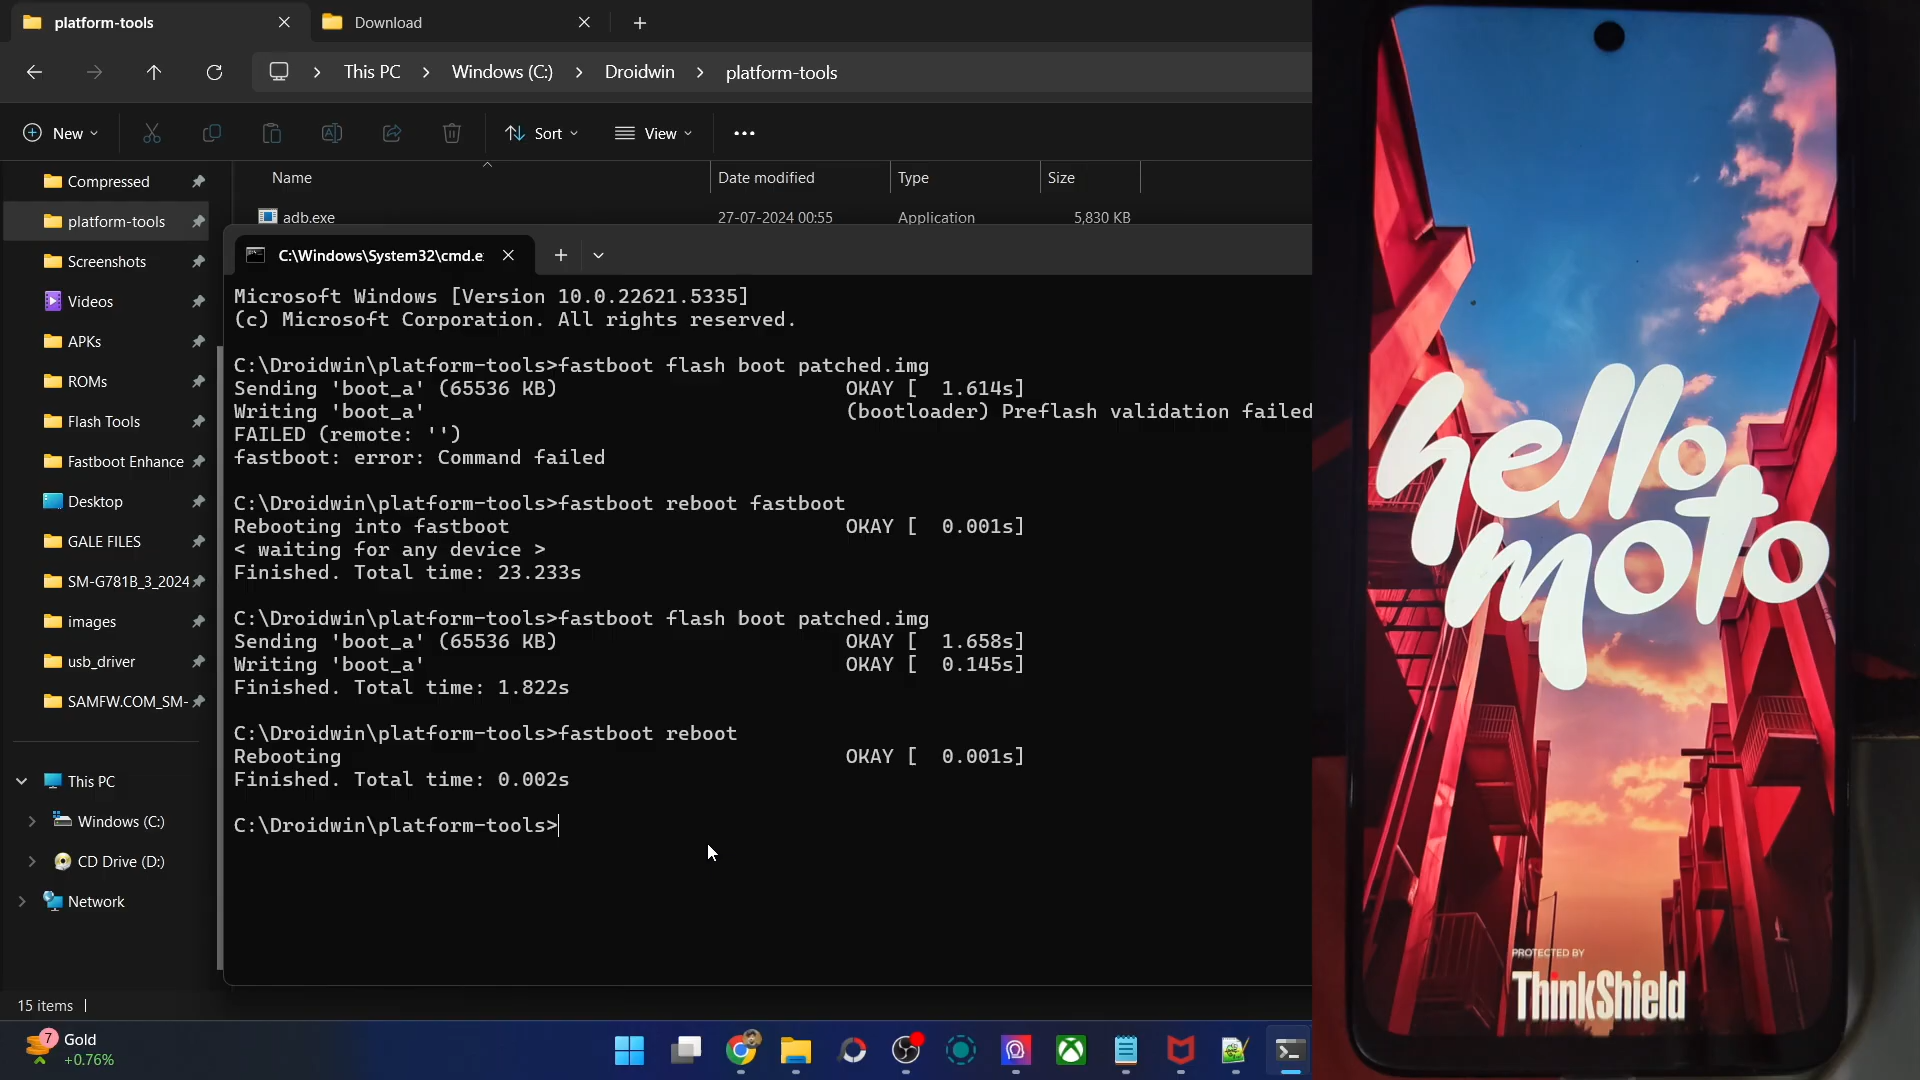 platform-tools
Download
This PC > Windows (C:) > Droidwin > platform-tools
New
Sort
View
Name
Date modified
Type
Size
adb.exe
27-07-2024 00:55
Application
5,830 KB
Compressed
platform-tools
Screenshots
Videos
APKs
ROMs
Flash Tools
Fastboot Enhance
Desktop
GALE FILES
SM-G781B_3_2024
images
usb_driver
SAMFW.COM_SM-
This PC
Windows (C:)
CD Drive (D:)
Network
15 items
C:\Windows\System32\cmd.e
Microsoft Windows [Version 10.0.22621.5335]
(c) Microsoft Corporation. All rights reserved.
C:\Droidwin\platform-tools>fastboot flash boot patched.img
Sending 'boot_a' (65536 KB) OKAY [ 1.614s]
Writing 'boot_a' (bootloader) Preflash validation failed
FAILED (remote: '')
fastboot: error: Command failed
C:\Droidwin\platform-tools>fastboot reboot fastboot
Rebooting into fastboot OKAY [ 0.001s]
< waiting for any device >
Finished. Total time: 23.233s
C:\Droidwin\platform-tools>fastboot flash boot patched.img
Sending 'boot_a' (65536 KB) OKAY [ 1.658s]
Writing 'boot_a' OKAY [ 0.145s]
Finished. Total time: 1.822s
C:\Droidwin\platform-tools>fastboot reboot
Rebooting OKAY [ 0.001s]
Finished. Total time: 0.002s
C:\Droidwin\platform-tools>
7
Gold
+0.76%
hello
moto
PROTECTED BY
ThinkShield